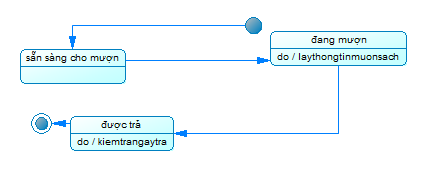 sẵn sàng cho mượn
đang mượn
do / laythongtinmuonsach
được trả
do / kiemtrangaytra